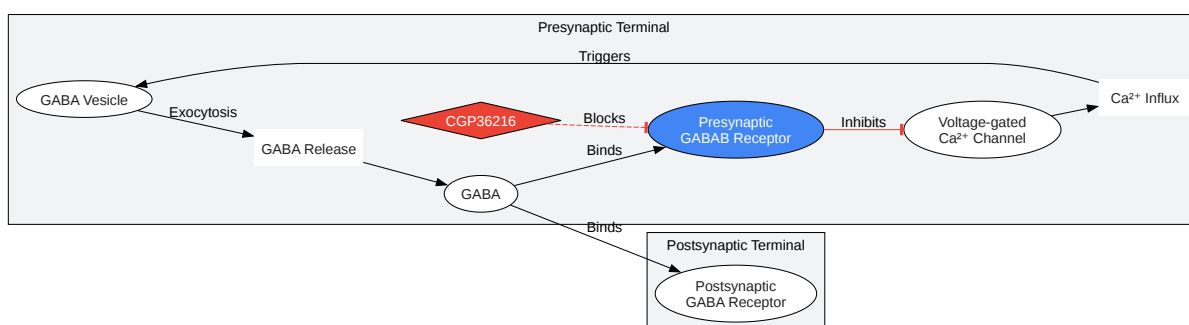 Presynaptic Terminal
Triggers
GABA Vesicle
Exocytosis
GABA Release
CGP36216
Blocks
Binds
Presynaptic
GABAB Receptor
Inhibits
Voltage-gated
Ca²⁺ Channel
Ca²⁺ Influx
GABA
Binds
Postsynaptic Terminal
Postsynaptic
GABA Receptor